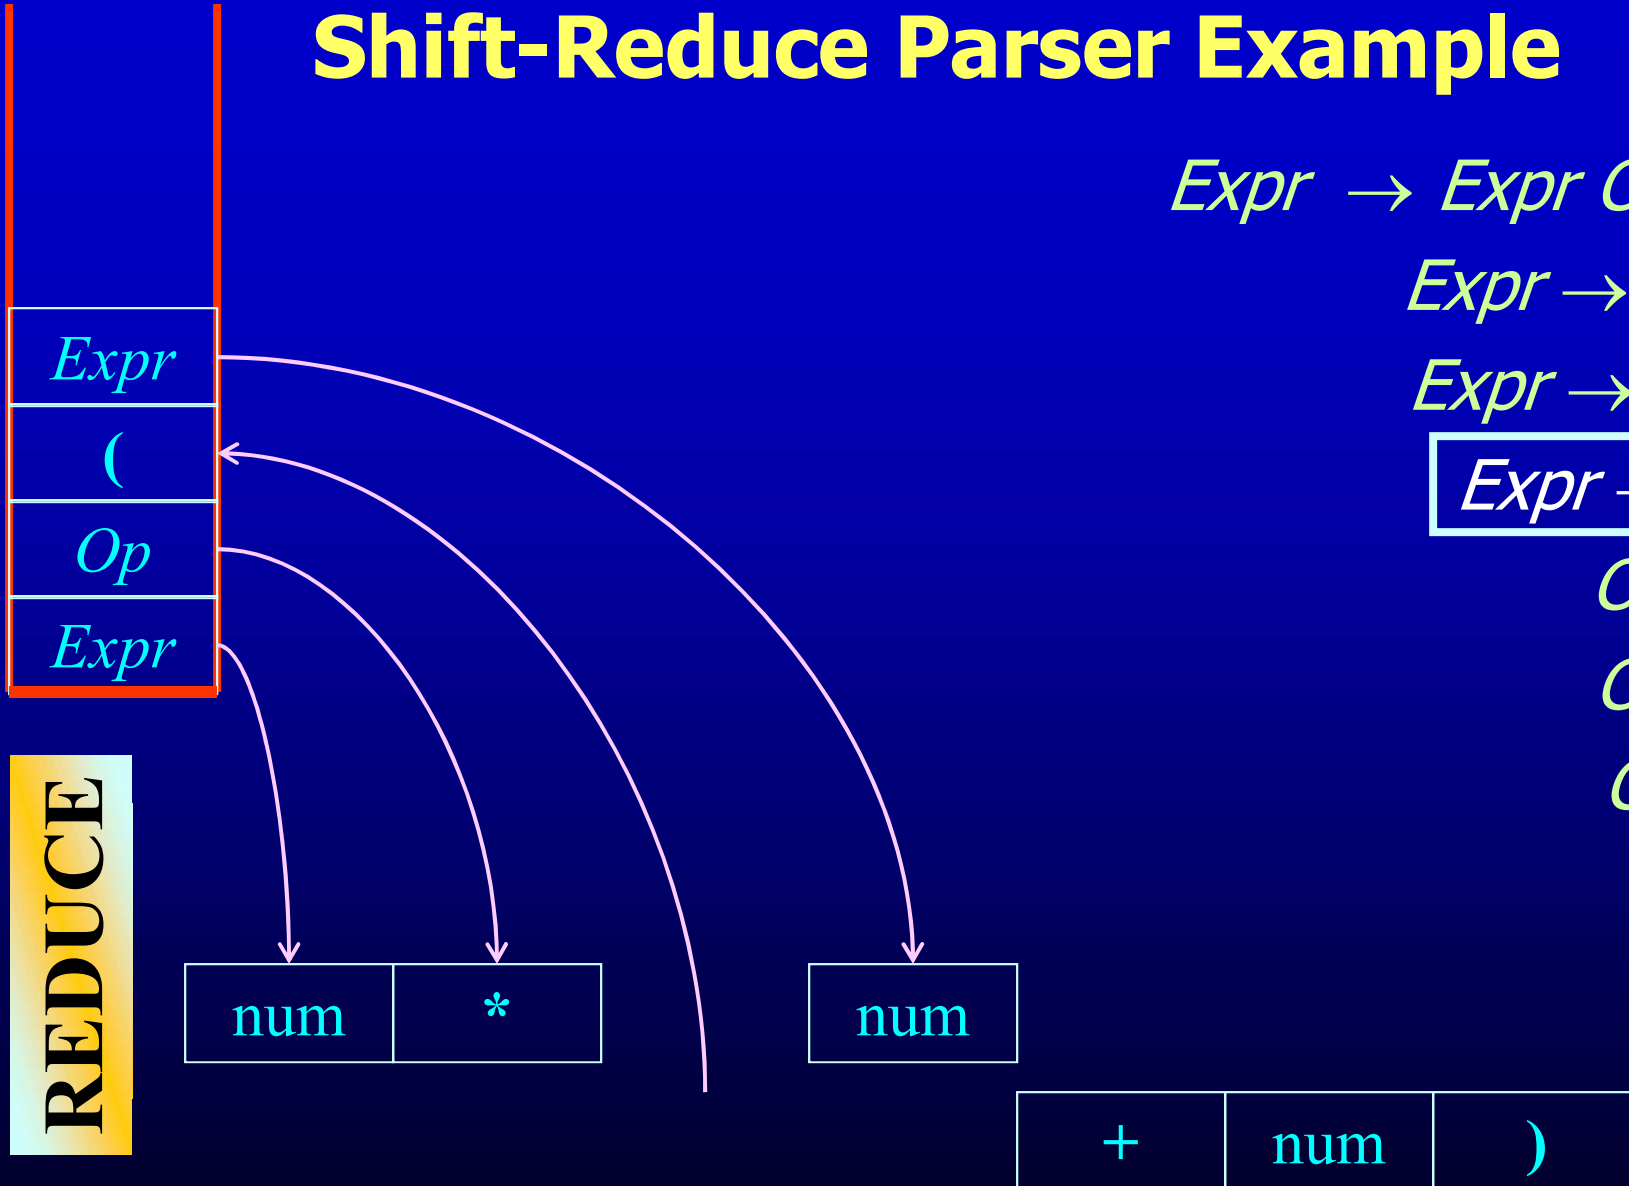 Shift-Reduce Parser Example
Expr → Expr O
Expr →
Expr →
Expr
O
O
O
Expr
(
Op
Expr
REDUCE
num * num
+ num )